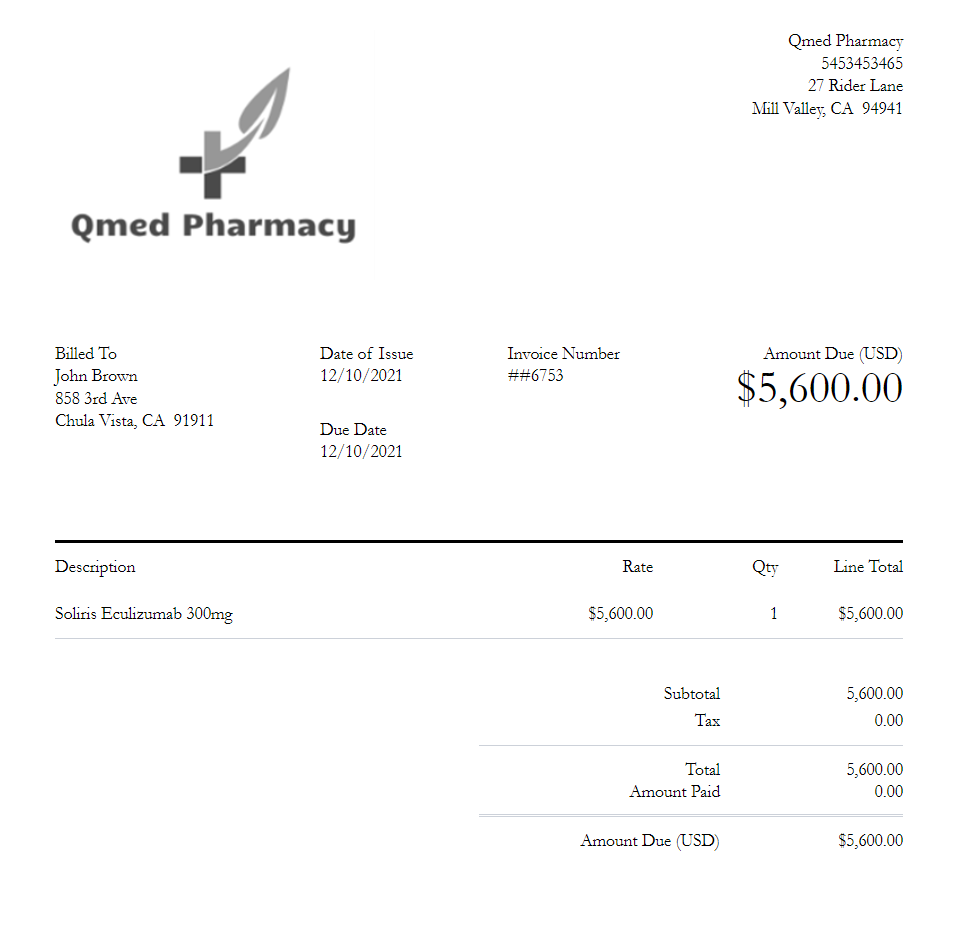 Qmed Pharmacy
5453453465
27 Rider Lane
Mill Valley, CA 94941
Qmed Pharmacy
Billed To
John Brown
858 3rd Ave
Chula Vista, CA 91911
Date of Issue
12/10/2021
Due Date
12/10/2021
Invoice Number
##6753
Amount Due (USD)
$5,600.00
Description Rate Qty Line Total
Soliris Eculizumab 300mg $5,600.00 1 $5,600.00
Subtotal 5,600.00
Tax 0.00
Total 5,600.00
Amount Paid 0.00
Amount Due (USD) $5,600.00